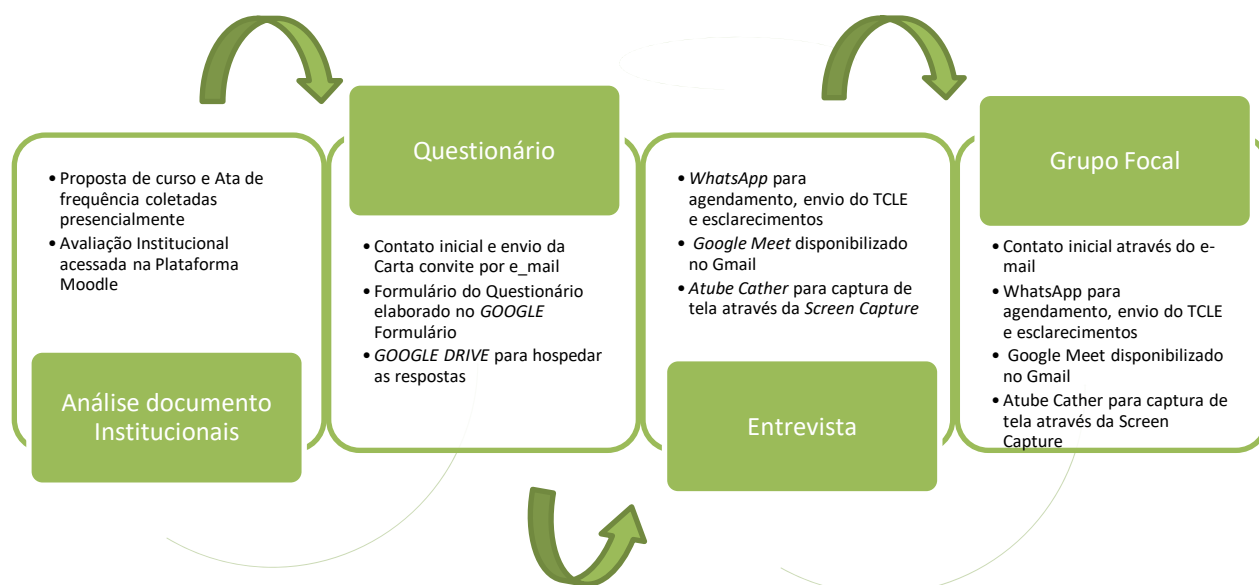 • Proposta de curso e Ata de
frequência coletadas
presencialmente
• Avaliação Institucional
acessada na Plataforma
Moodle
Análise documento
Institucionais
Questionário
• Contato inicial e envio da
Carta convite por e_mail
• Formulário do Questionário
elaborado no GOOGLE
Formulário
• GOOGLE DRIVE para hospedar
as respostas
• WhatsApp para
agendamento, envio do TCLE
e esclarecimentos
• Google Meet disponibilizado
no Gmail
• Atube Cather para captura de
tela através da Screen Capture
Entrevista
Grupo Focal
• Contato inicial através do e-
mail
• WhatsApp para
agendamento, envio do TCLE
e esclarecimentos
• Google Meet disponibilizado
no Gmail
• Atube Cather para captura de
tela através da Screen
Capture